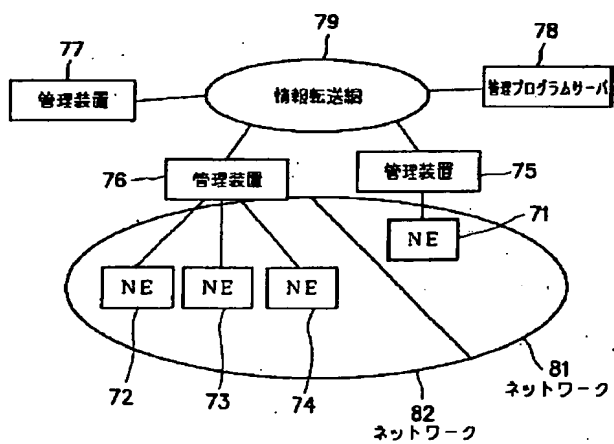 79
77
78
管理装置
情報転送網
管理プログラムサーバ
76
管理装置
管理装置
75
71
NE
NE
NE
NE
72
73
74
81
ネットワーク
82
ネットワーク